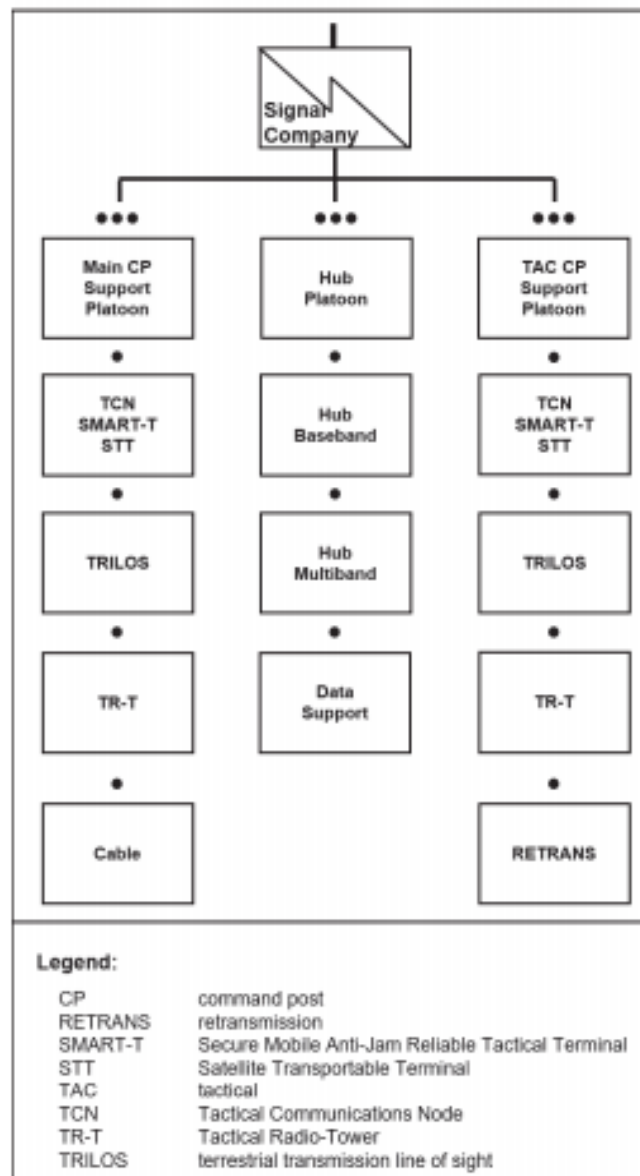 Signal
Company
Main CP
Support
Platoon
Hub
Platoon
TAC CP
Support
Platoon
TCN
SMART-T
STT
Hub
Baseband
TCN
SMART-T
STT
TRILOS
Hub
Multiband
TRILOS
TR-T
Data
Support
TR-T
Cable
RETRANS
Legend:
CP command post
RETRANS retransmission
SMART-T Secure Mobile Anti-Jam Reliable Tactical Terminal
STT Satellite Transportable Terminal
TAC tactical
TCN Tactical Communications Node
TR-T Tactical Radio-Tower
TRILOS terrestrial transmission line of sight